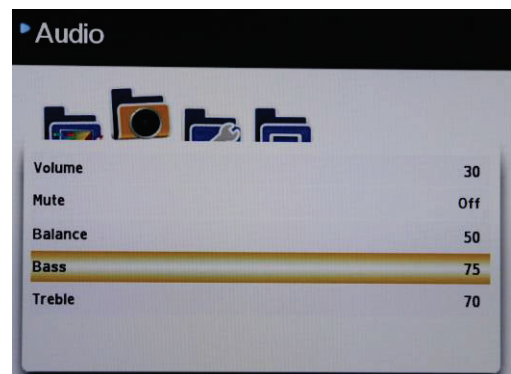 Audio
Volume 30
Mute Off
Balance 50
Bass 75
Treble 70